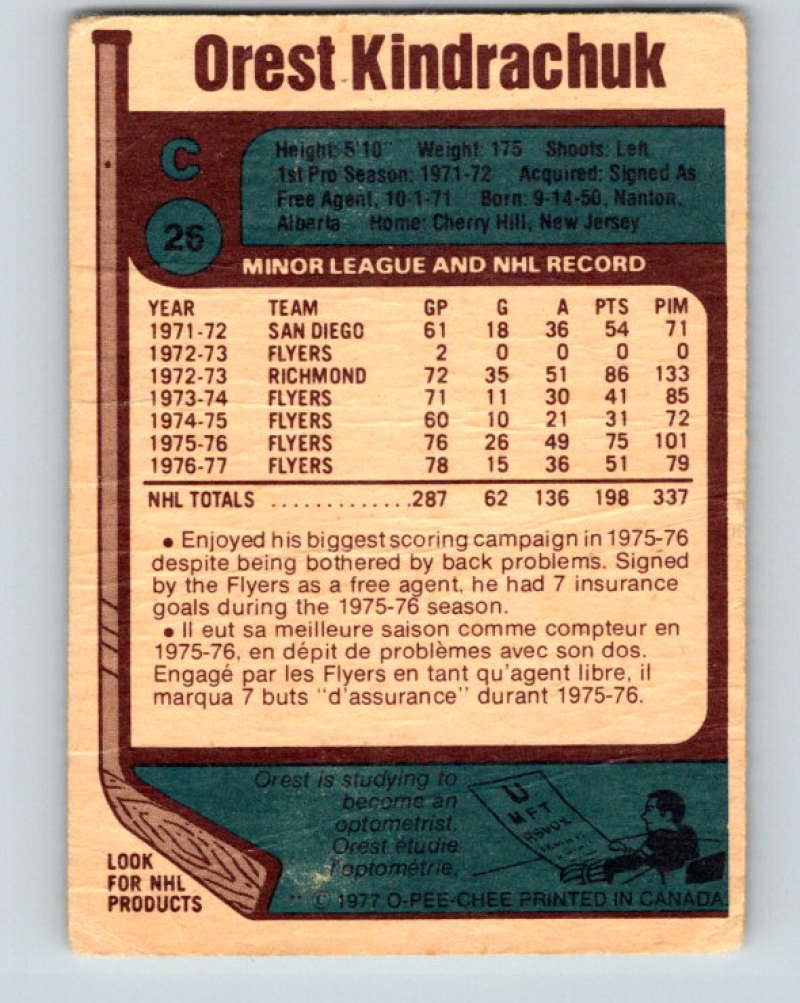 Orest Kindrachuk
C
26
Height: 5'10" Weight: 175 Shoots: Left
1st Pro Season: 1971-72 Acquired: Signed As
Free Agent, 10-1-71 Born: 9-14-50, Nanton,
Alberta Home: Cherry Hill, New Jersey
MINOR LEAGUE AND NHL RECORD
YEAR TEAM GP G A PTS PIM
1971-72 SAN DIEGO 61 18 36 54 71
1972-73 FLYERS 2 0 0 0 0
1972-73 RICHMOND 72 35 51 86 133
1973-74 FLYERS 71 11 30 41 85
1974-75 FLYERS 60 10 21 31 72
1975-76 FLYERS 76 26 49 75 101
1976-77 FLYERS 78 15 36 51 79
NHL TOTALS ..............287 62 136 198 337
• Enjoyed his biggest scoring campaign in 1975-76
despite being bothered by back problems. Signed
by the Flyers as a free agent, he had 7 insurance
goals during the 1975-76 season.
• Il eut sa meilleure saison comme compteur en
1975-76, en dépit de problèmes avec son dos.
Engagé par les Flyers en tant qu'agent libre, il
marqua 7 buts "d'assurance" durant 1975-76.
Orest is studying to
become an
optometrist.
Orest étudie
l'optométrie.
U
MFT
LOOK
FOR NHL
PRODUCTS
** © 1977 O-PEE-CHEE PRINTED IN CANADA